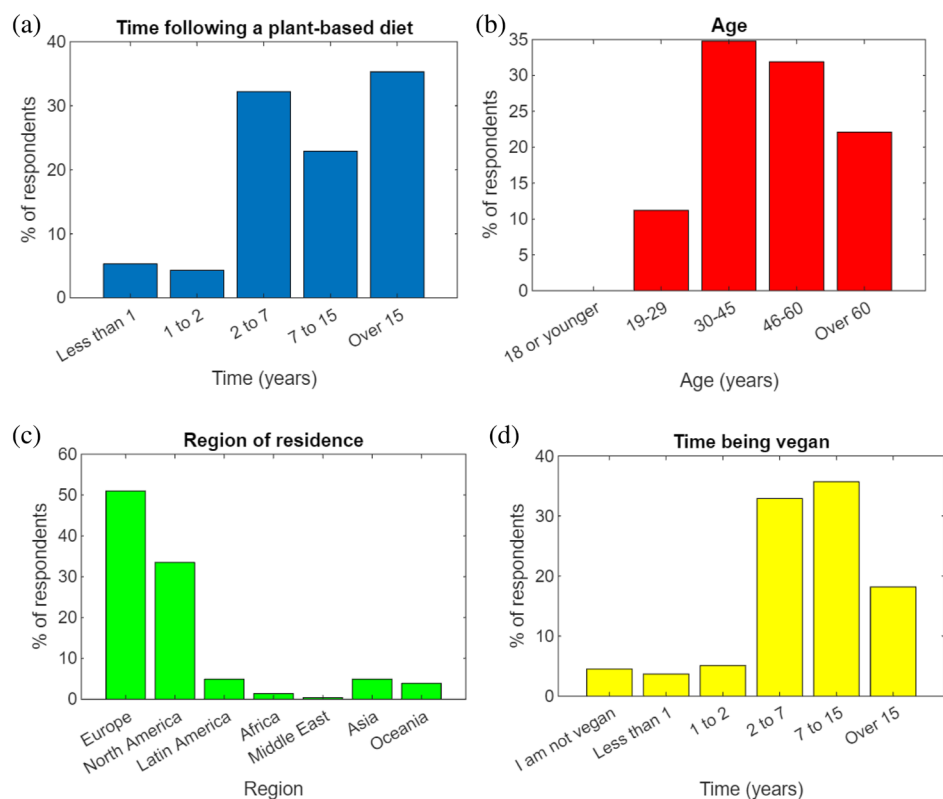 (a)
Time following a plant-based diet
40
30
20
10
0
% of respondents
Less than 1
1 to 2
2 to 7
7 to 15
Over 15
Time (years)
(b)
Age
35
30
25
20
15
10
5
0
% of respondents
18 or younger
19-29
30-45
46-60
Over 60
Age (years)
(c)
Region of residence
60
50
40
30
20
10
0
% of respondents
Europe
North America
Latin America
Africa
Middle East
Asia
Oceania
Region
(d)
Time being vegan
40
30
20
10
0
% of respondents
I am not vegan
Less than 1
1 to 2
2 to 7
7 to 15
Over 15
Time (years)